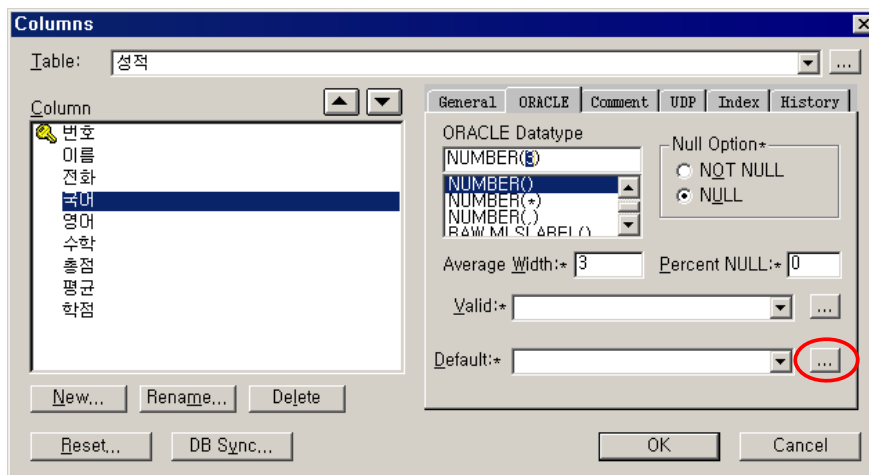 Columns
Table: 성적 ...
Column
번호
이름
전화
국어
영어
수학
총점
평균
학점
New... Rename... Delete
Reset... DB Sync...
General ORACLE Comment UDP Index History
ORACLE Datatype
NUMBER(3)
NUMBER()
NUMBER(*)
NUMBER(,)
RAW MLSLABEL()
Null Option*
NOT NULL
NULL
Average Width:* 3 Percent NULL:* 0
Valid:* ...
Default:* ...
OK Cancel